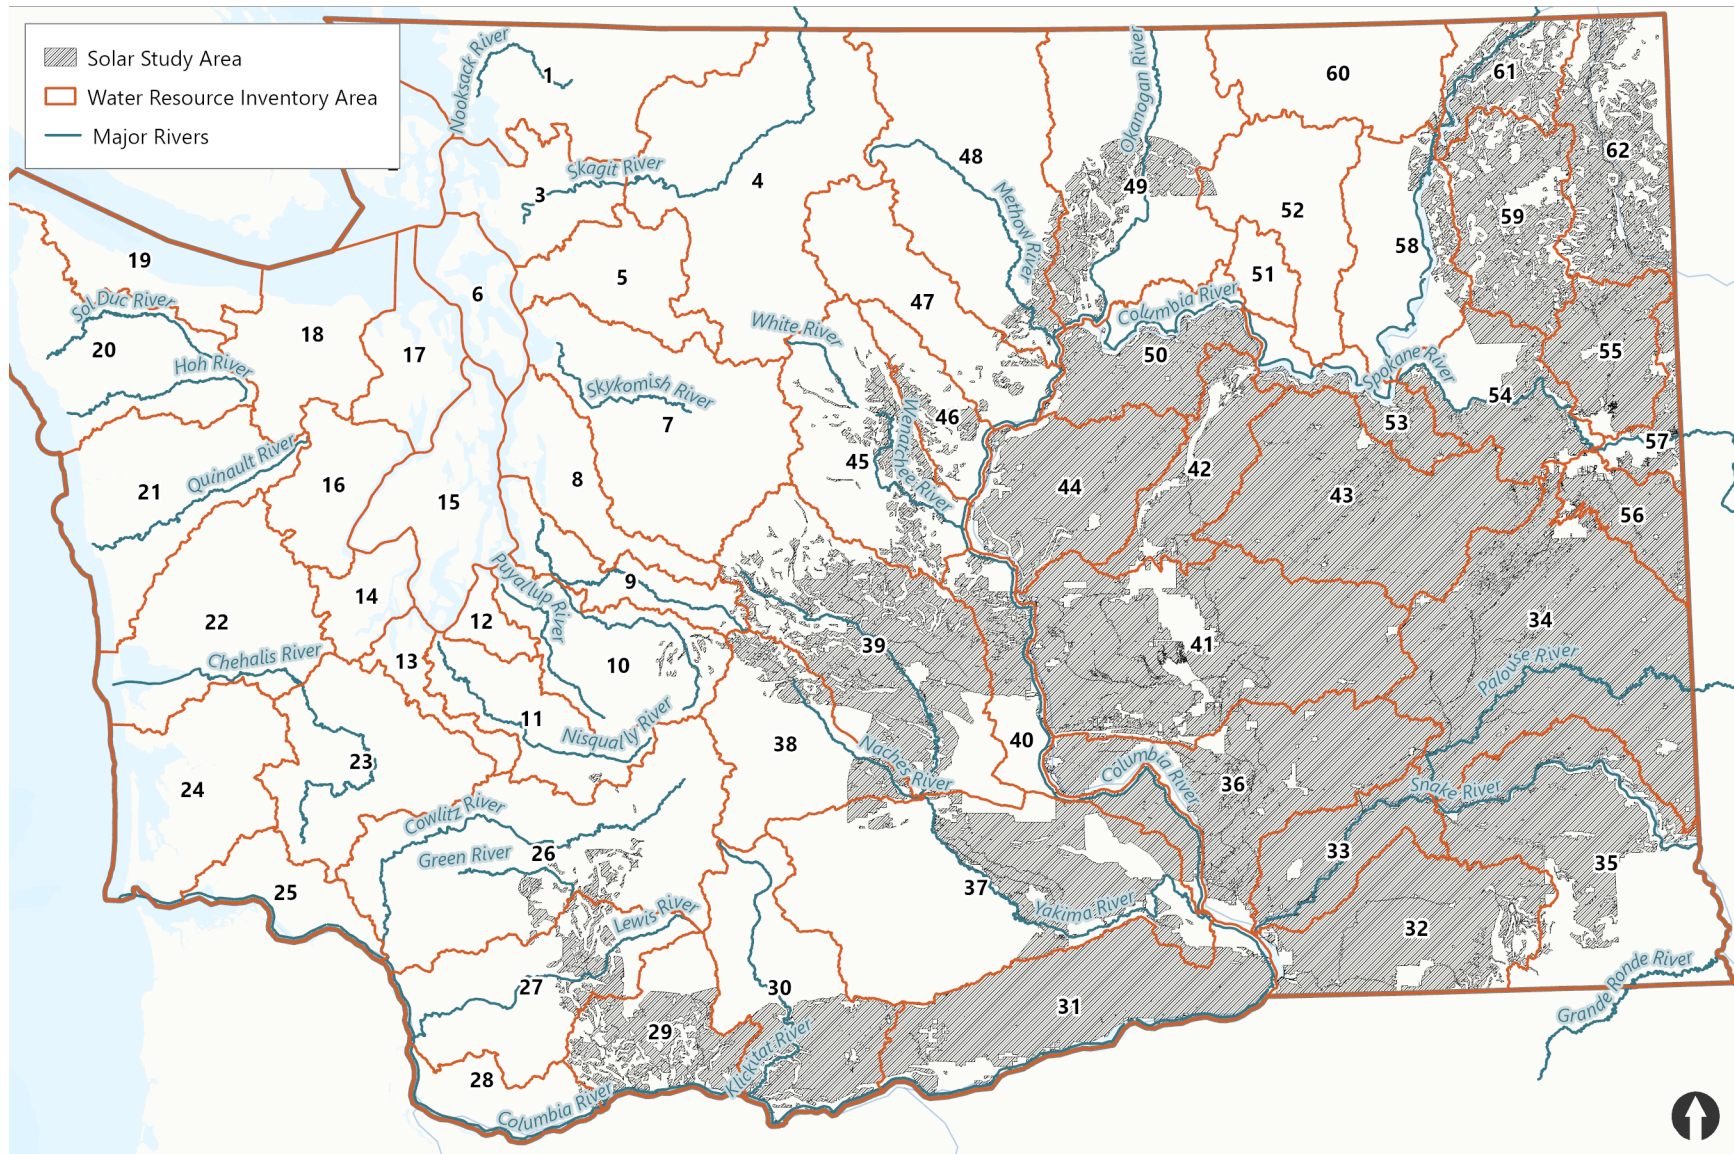 Solar Study Area
Water Resource Inventory Area
Major Rivers
Nooksack River
1
Okanogan River
60
61
62
Skagit River
3
4
48
49
Methow River
52
59
58
19
5
6
47
51
Sol Duc River
20
18
17
Hoh River
White River
Columbia River
50
55
Spokane River
54
53
57
Skykomish River
7
46
45
Wenatchee River
44
42
43
56
Quinault River
21
16
15
8
Puyallup River
9
14
12
22
34
Chehalis River
13
10
39
41
Palouse River
11
Nisqually River
38
40
23
24
Naches River
Columbia River
36
Snake River
Cowlitz River
Green River
26
25
33
35
37
Yakima River
Lewis River
32
27
30
31
29
Klickitat River
28
Columbia River
Grande Ronde River